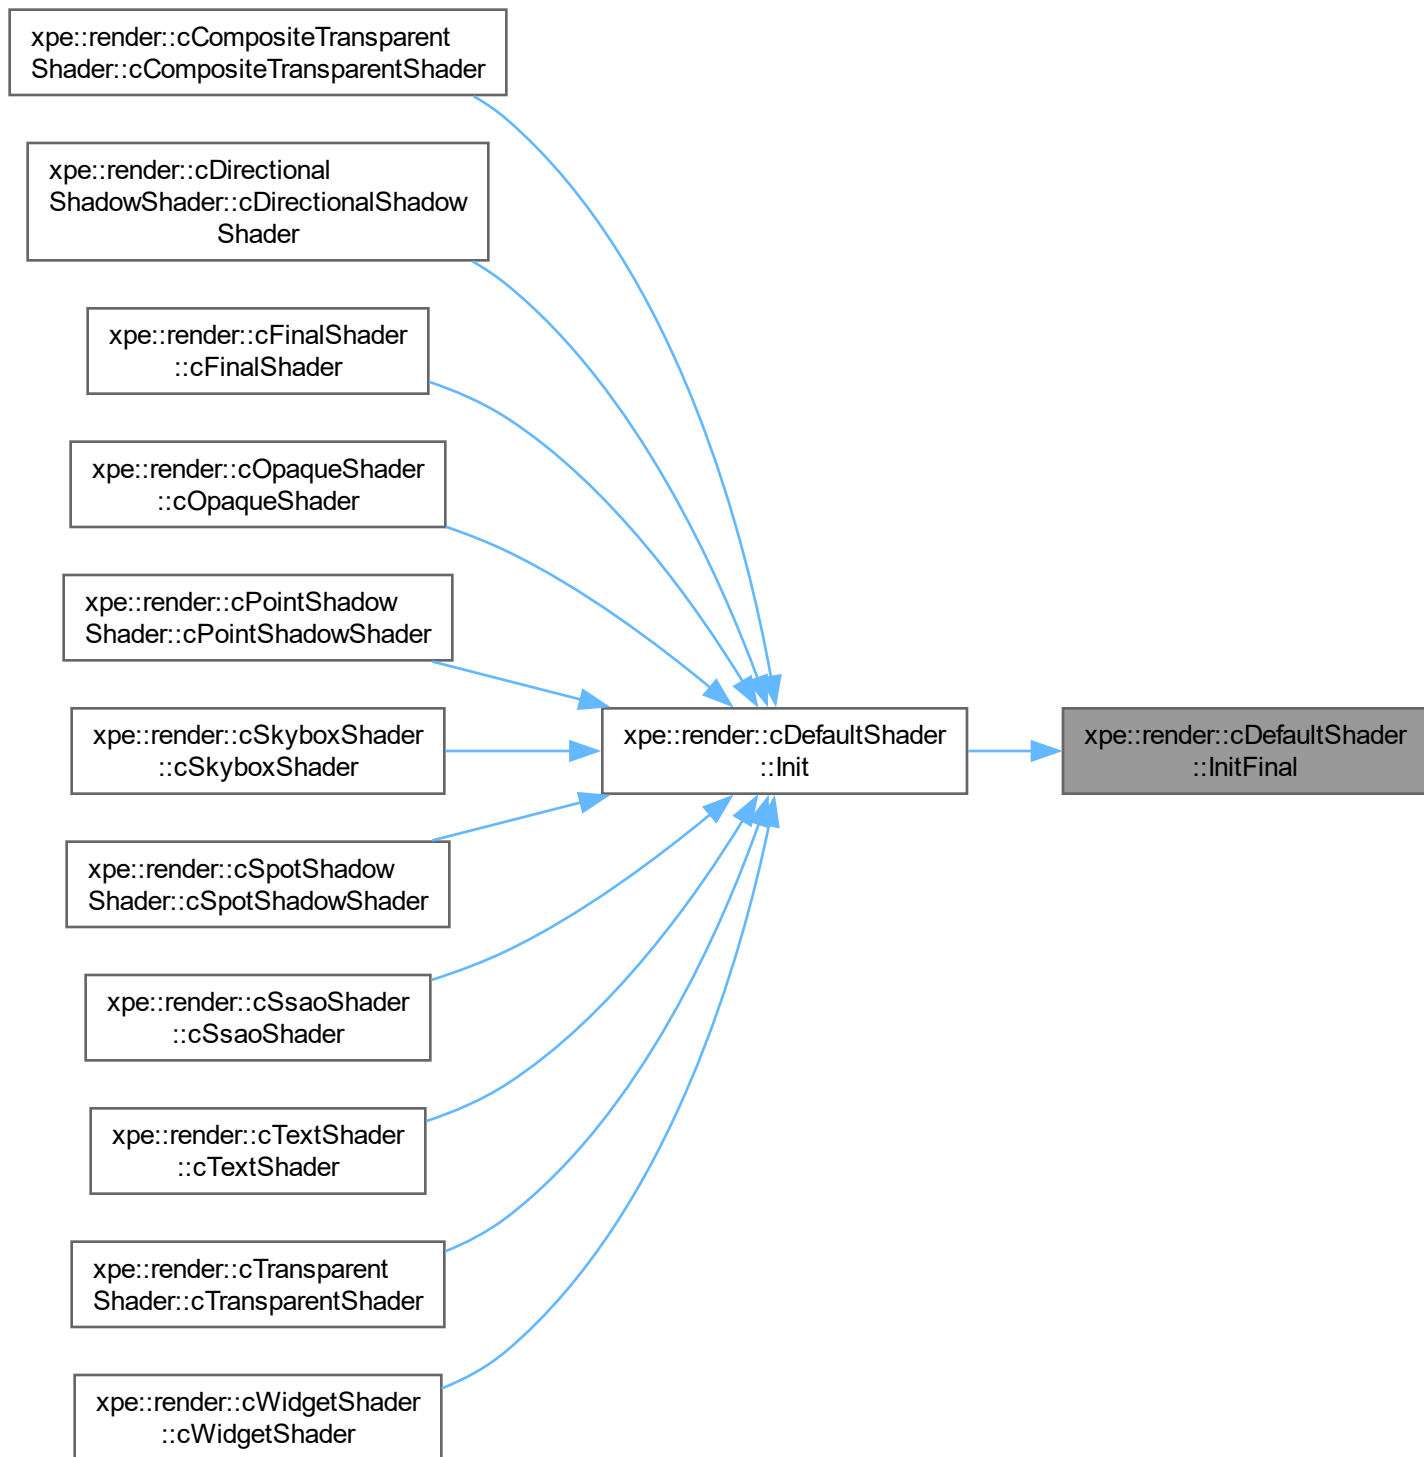 xpe::render::cCompositeTransparent
Shader::cCompositeTransparentShader
xpe::render::cDirectional
ShadowShader::cDirectionalShadow
Shader
xpe::render::cFinalShader
::cFinalShader
xpe::render::cOpaqueShader
::cOpaqueShader
xpe::render::cPointShadow
Shader::cPointShadowShader
xpe::render::cSkyboxShader
::cSkyboxShader
xpe::render::cSpotShadow
Shader::cSpotShadowShader
xpe::render::cSsaoShader
::cSsaoShader
xpe::render::cTextShader
::cTextShader
xpe::render::cTransparent
Shader::cTransparentShader
xpe::render::cWidgetShader
::cWidgetShader
xpe::render::cDefaultShader
::Init
xpe::render::cDefaultShader
::InitFinal